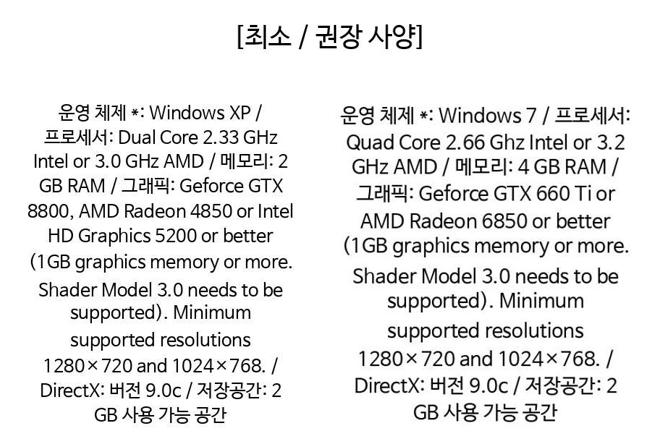 [최소 / 권장 사양]
운영 체제 *: Windows XP /
프로세서: Dual Core 2.33 GHz
Intel or 3.0 GHz AMD / 메모리: 2
GB RAM / 그래픽: Geforce GTX
8800, AMD Radeon 4850 or Intel
HD Graphics 5200 or better
(1GB graphics memory or more.
Shader Model 3.0 needs to be
supported). Minimum
supported resolutions
1280×720 and 1024×768. /
DirectX: 버전 9.0c / 저장공간: 2
GB 사용 가능 공간
운영 체제 *: Windows 7 / 프로세서:
Quad Core 2.66 Ghz Intel or 3.2
GHz AMD / 메모리: 4 GB RAM /
그래픽: Geforce GTX 660 Ti or
AMD Radeon 6850 or better
(1GB graphics memory or more.
Shader Model 3.0 needs to be
supported). Minimum
supported resolutions
1280×720 and 1024×768. /
DirectX: 버전 9.0c / 저장공간: 2
GB 사용 가능 공간